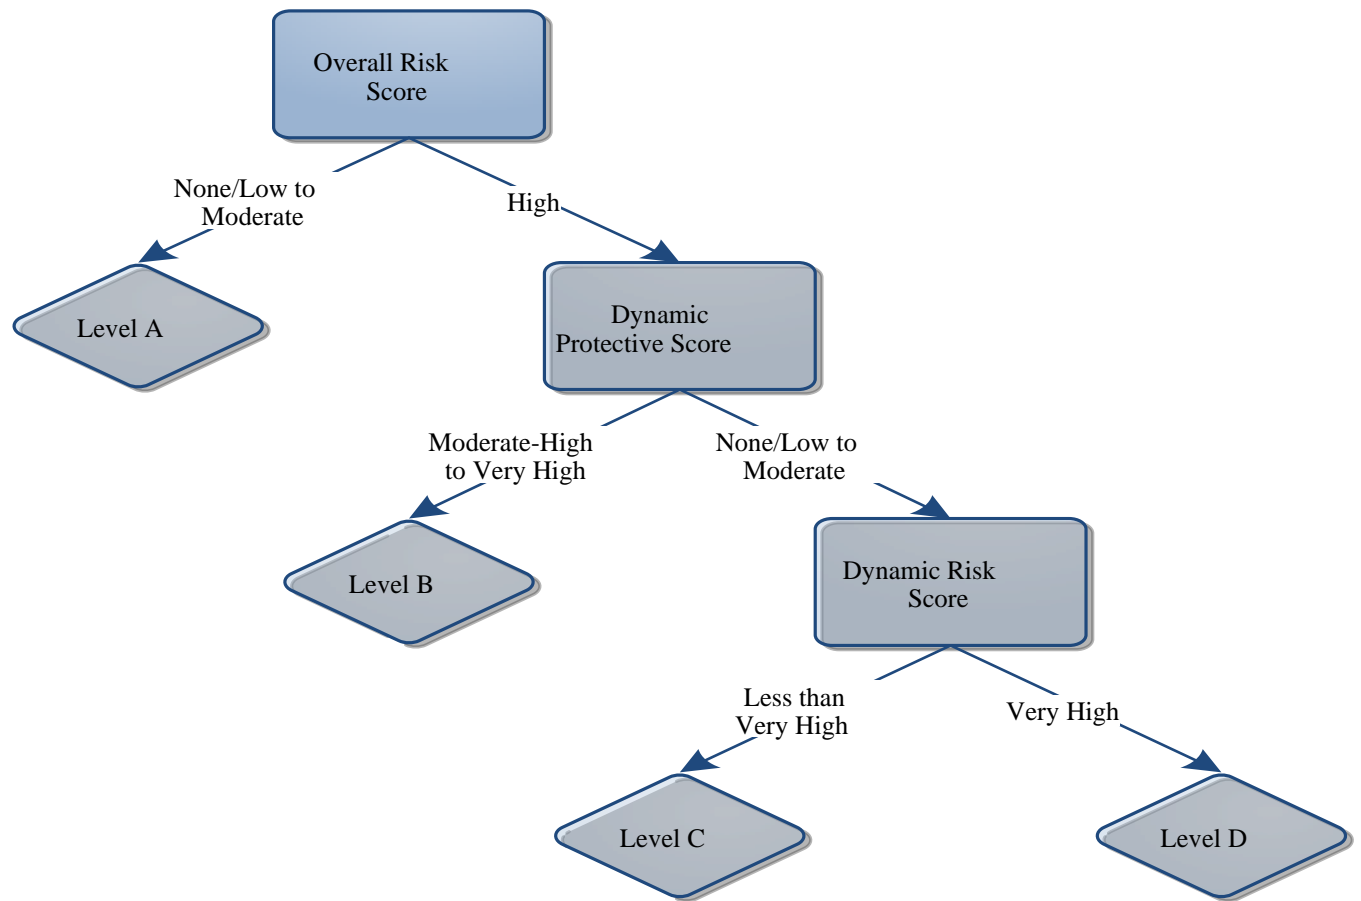 Overall Risk
Score
None/Low to
Moderate
High
Level A
Dynamic
Protective Score
Moderate-High
to Very High
None/Low to
Moderate
Level B
Dynamic Risk
Score
Less than
Very High
Very High
Level C
Level D